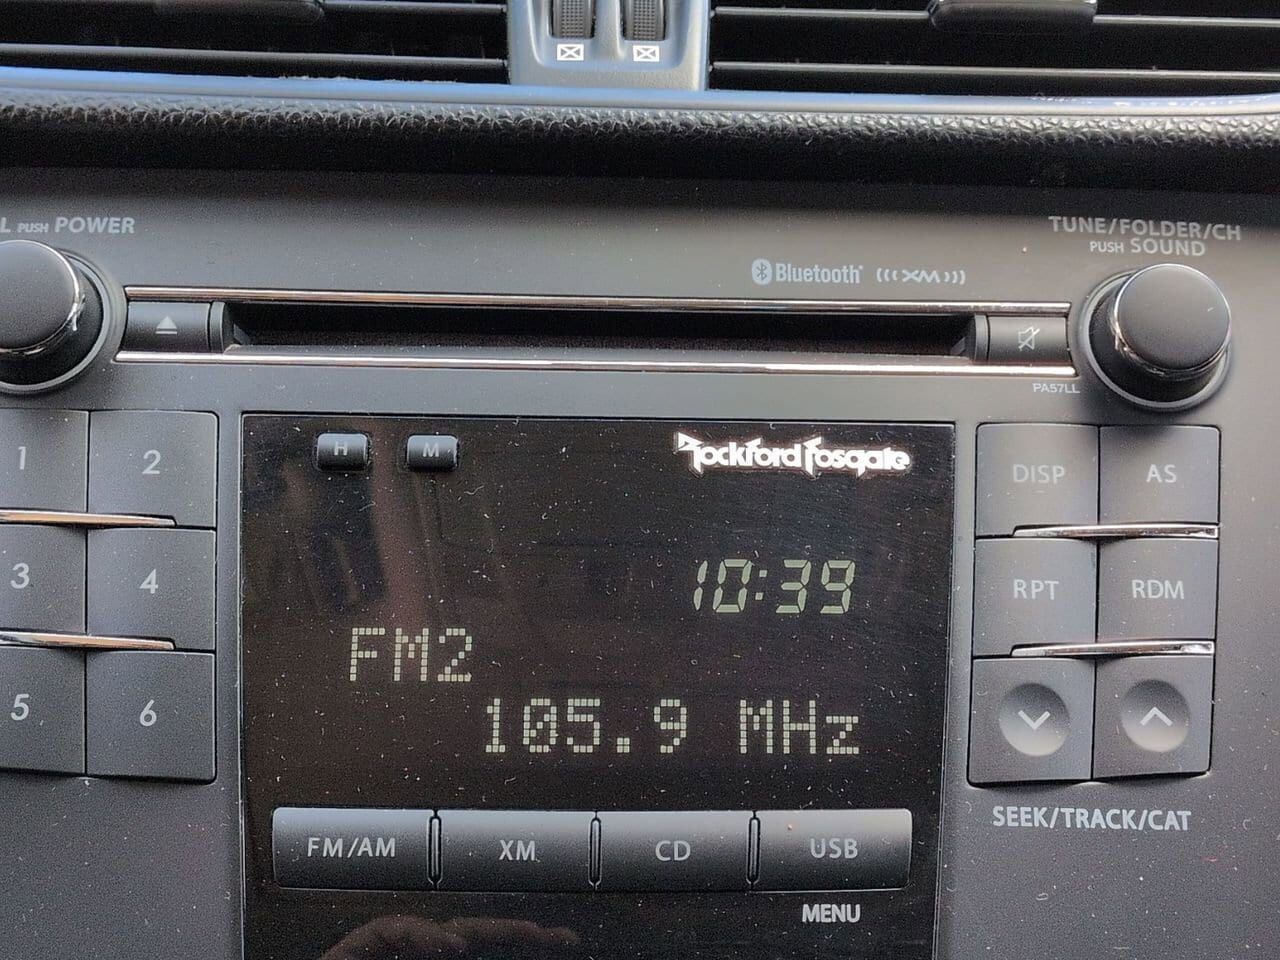 L PUSH POWER
TUNE/FOLDER/CH
PUSH SOUND
Bluetooth XM
PA57LL
1 2
H M
Rockford Fosgate
DISP AS
10:39
3 4
RPT RDM
FM2
5 6
105.9 MHz
SEEK/TRACK/CAT
FM/AM XM CD USB
MENU